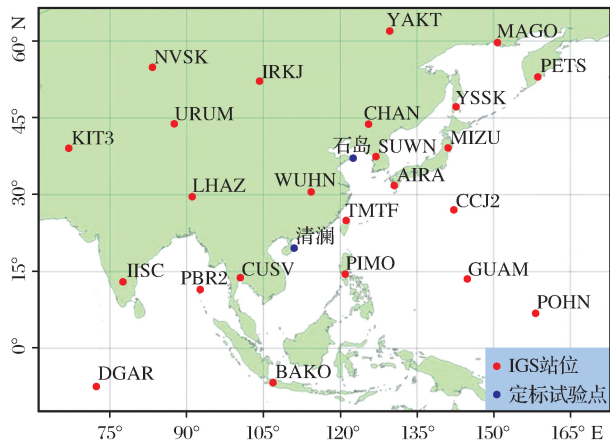 YAKT
60° N
MAGO
NVSK
PETS
IRKJ
45°
URUM
CHAN
YSSK
KIT3
石岛
SUWN
MIZU
30°
LHAZ
WUHN
AIRA
TMTF
CCJ2
清澜
15°
IISC
PBR2
CUSV
PIMO
GUAM
POHN
0°
DGAR
BAKO
IGS站位
定标试验点
75°
90°
105°
120°
135°
150°
165° E